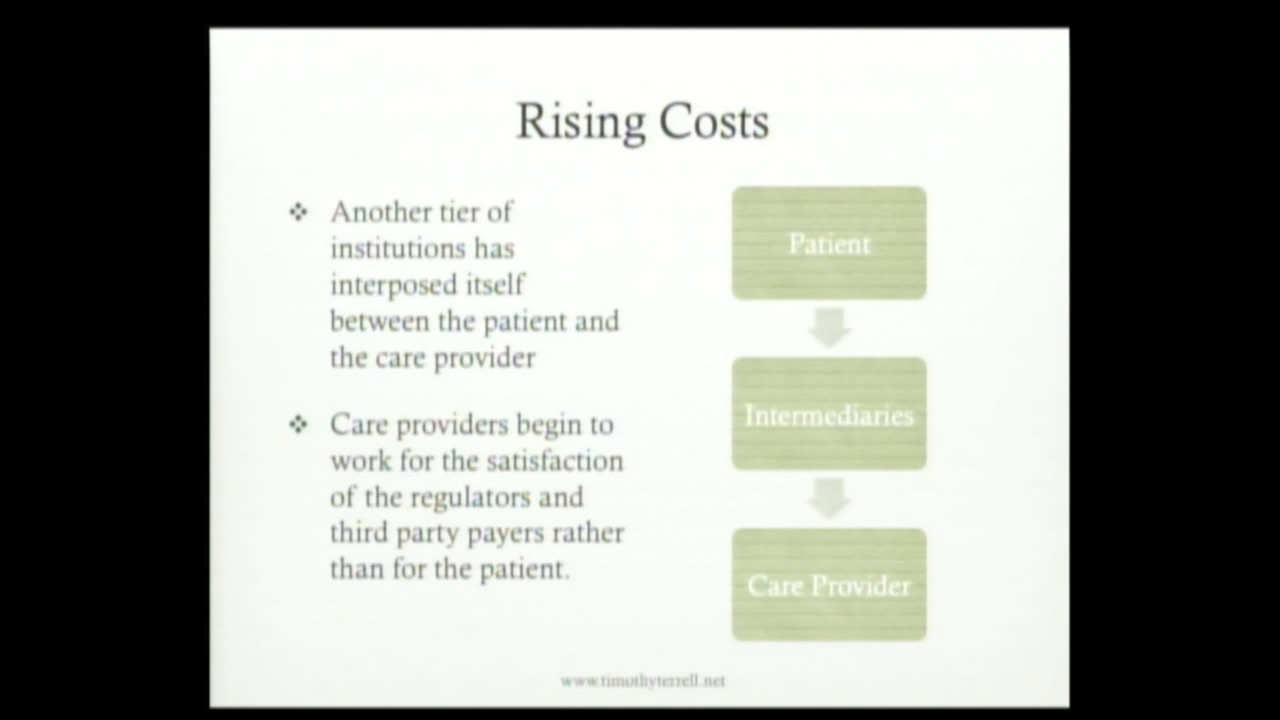 Rising Costs
Another tier of
institutions has
interposed itself
between the patient and
the care provider
Care providers begin to
work for the satisfaction
of the regulators and
third party payers rather
than for the patient.
Patient
Intermediaries
Care Provider
www.timothyterrell.net